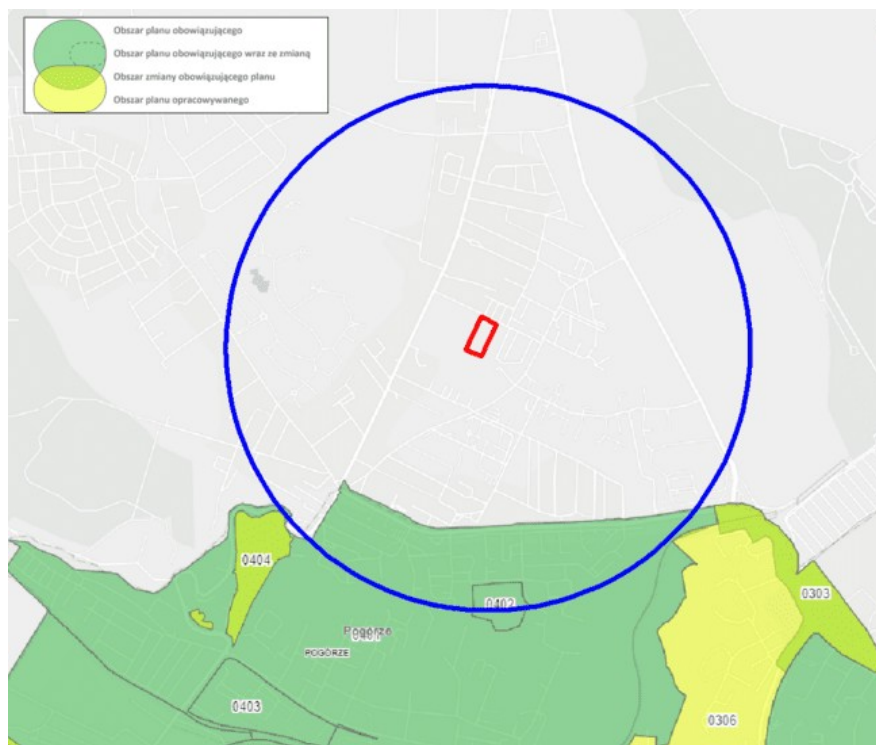 Obszar planu obowiązującego
Obszar planu obowiązującego wraz ze zmianą
Obszar zmiany obowiązującego planu
Obszar planu opracowywanego
0404
0402
0303
Pogórze
POGÓRZE
0403
0306